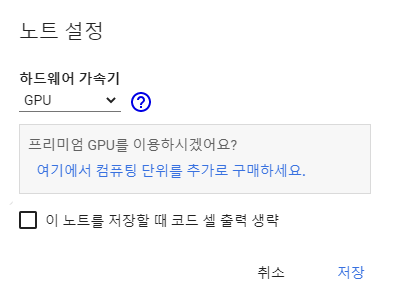 노트 설정
하드웨어 가속기
GPU
프리미엄 GPU를 이용하시겠어요?
여기에서 컴퓨팅 단위를 추가로 구매하세요.
이 노트를 저장할 때 코드 셀 출력 생략
취소 저장